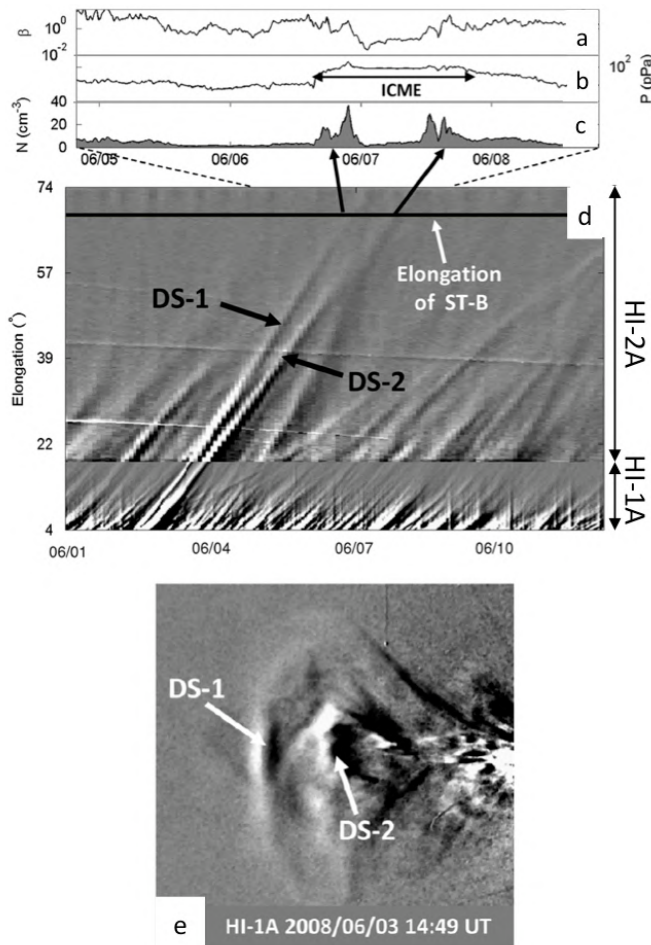 β
10⁰
10⁻²
a
b
10²
P (pPa)
ICME
N (cm⁻³)
40
20
0
c
06/05
06/06
06/07
06/08
74
57
39
22
4
Elongation (°)
d
Elongation
of ST-B
DS-1
DS-2
HI-2A
HI-1A
06/01
06/04
06/07
06/10
DS-1
DS-2
e
HI-1A 2008/06/03 14:49 UT